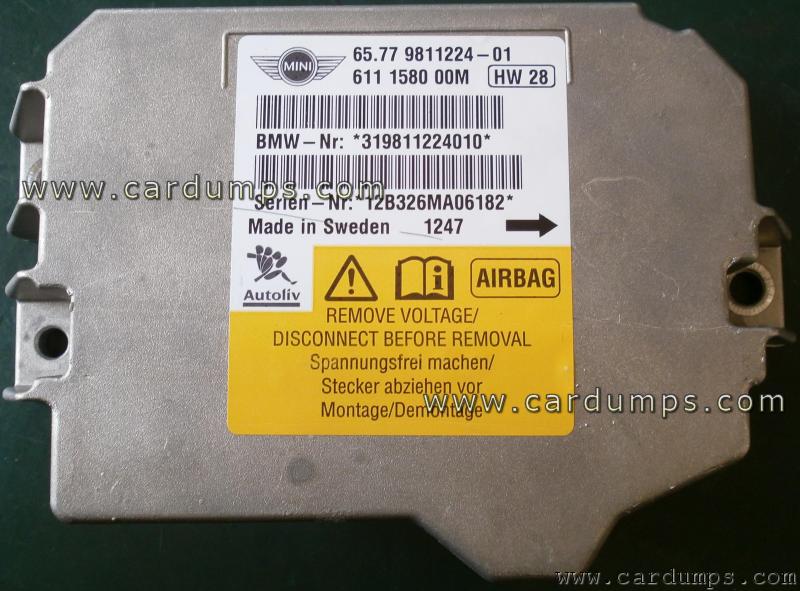 MINI
65.77 9811224-01
611 1580 00M HW 28
BMW-Nr: *319811224010*
www.cardumps.com
Serien-Nr: *12B326MA06182*
Made in Sweden 1247
Autoliv
AIRBAG
REMOVE VOLTAGE/
DISCONNECT BEFORE REMOVAL
Spannungsfrei machen/
Stecker abziehen vor
www.cardumps.com
Montage/Demontage
www.cardumps.com